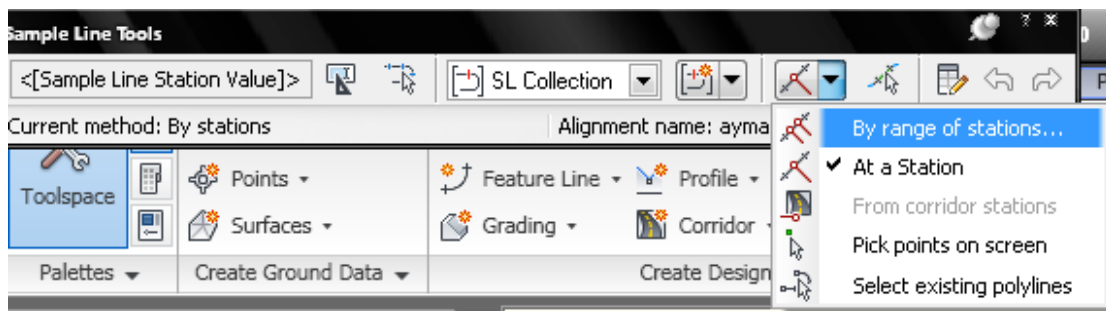 Sample Line Tools
<[Sample Line Station Value]>
SL Collection
Current method: By stations
Alignment name: ayma
By range of stations...
At a Station
From corridor stations
Pick points on screen
Select existing polylines
Toolspace
Points
Surfaces
Feature Line
Profile
Grading
Corridor
Palettes
Create Ground Data
Create Design